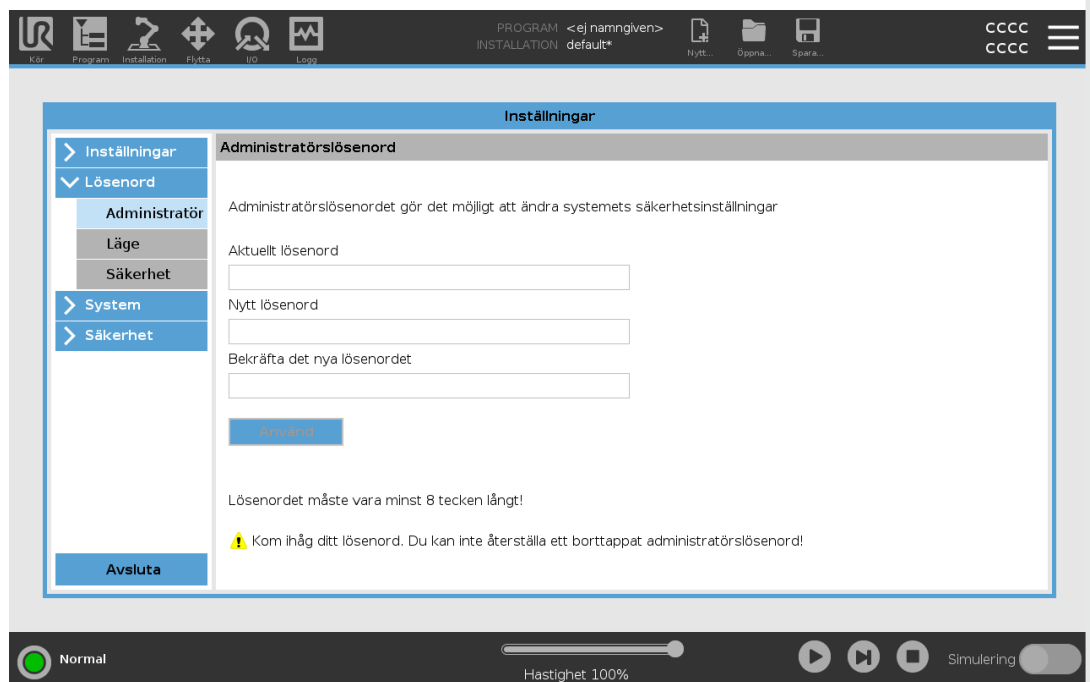 PROGRAM <ej namngiven>
INSTALLATION default*
CCCC
CCCC
Kör Program Installation Flytta I/O Logg Nytt... Öppna... Spara...
Inställningar
Inställningar
Lösenord
Administratör
Läge
Säkerhet
System
Säkerhet
Avsluta
Administratörslösenord
Administratörslösenordet gör det möjligt att ändra systemets säkerhetsinställningar
Aktuellt lösenord
Nytt lösenord
Bekräfta det nya lösenordet
Använd
Lösenordet måste vara minst 8 tecken långt!
Kom ihåg ditt lösenord. Du kan inte återställa ett borttappat administratörslösenord!
Normal
Hastighet 100%
Simulering